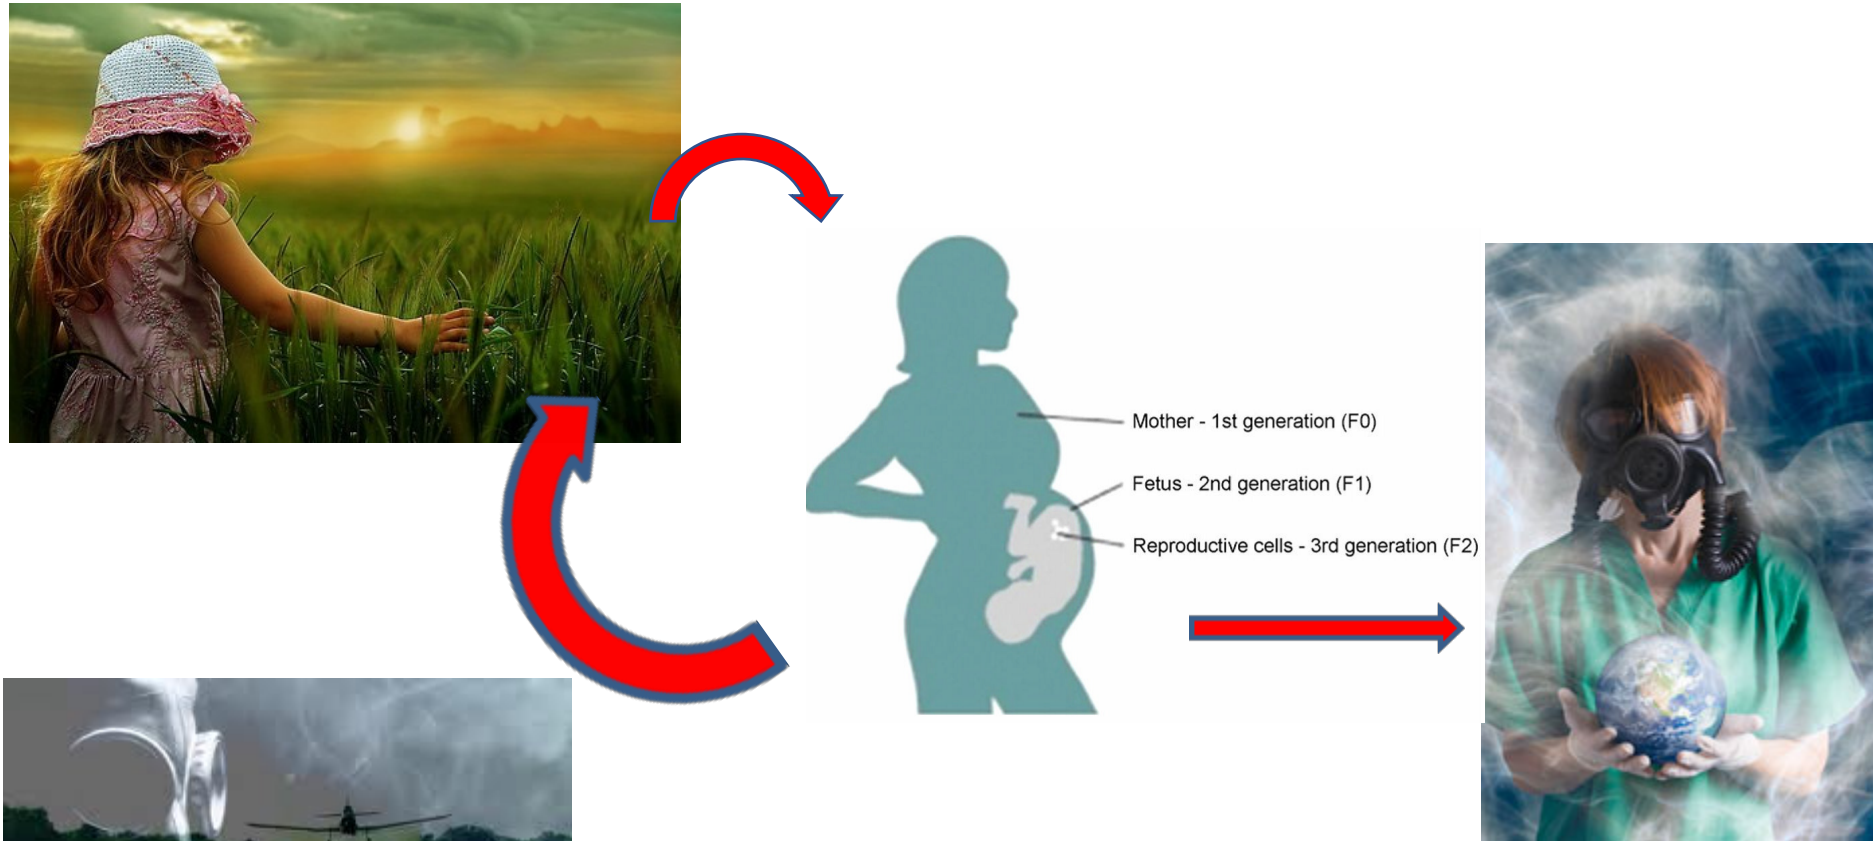 Mother - 1st generation (F0)
Fetus - 2nd generation (F1)
Reproductive cells - 3rd generation (F2)